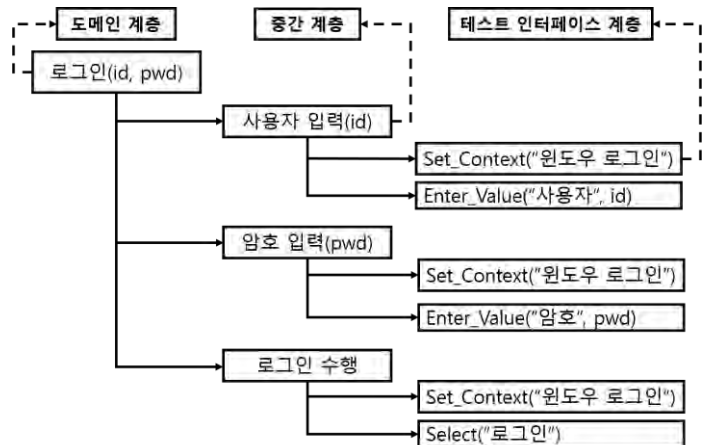 도메인 계층
중간 계층
테스트 인터페이스 계층
로그인(id, pwd)
사용자 입력(id)
Set_Context("윈도우 로그인")
Enter_Value("사용자", id)
암호 입력(pwd)
Set_Context("윈도우 로그인")
Enter_Value("암호", pwd)
로그인 수행
Set_Context("윈도우 로그인")
Select("로그인")